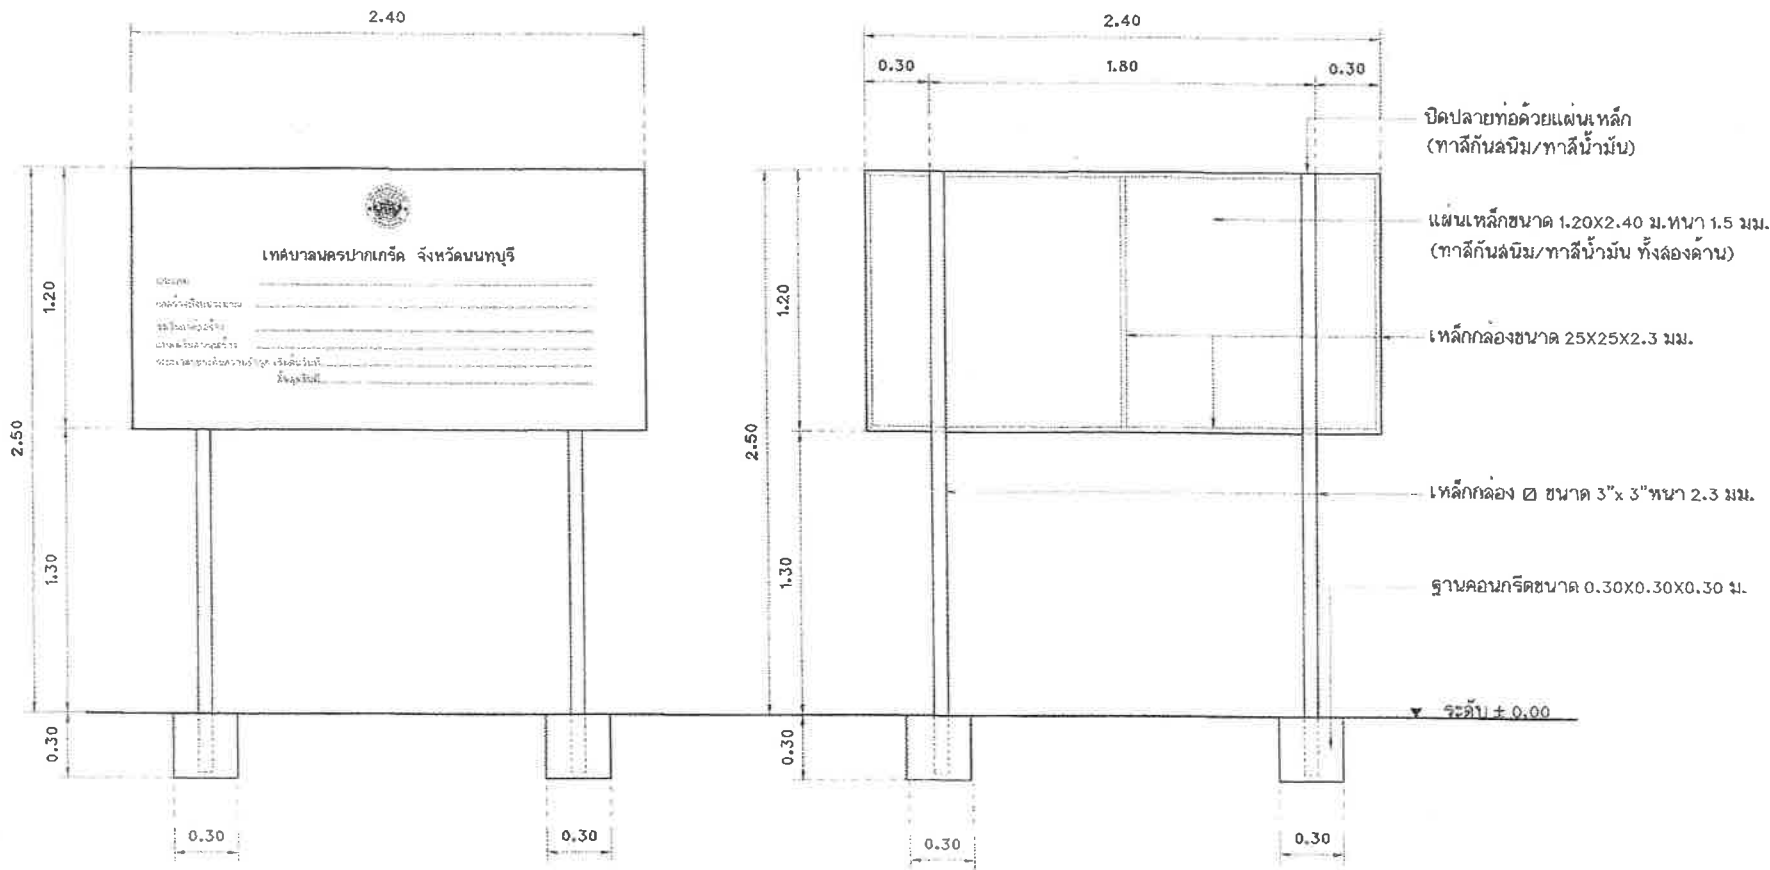 2.40
2.50
1.20
1.30
0.30
เทศบาลนครปากเกร็ด จังหวัดนนทบุรี
สิ้นสุดวันที่
0.30
0.30
2.40
0.30
1.80
0.30
2.50
1.20
1.30
0.30
ปิดปลายท่อด้วยแผ่นเหล็ก
(ทาสีกันสนิม/ทาสีน้ำมัน)
แผ่นเหล็กขนาด 1.20X2.40 ม.หนา 1.5 มม.
(ทาสีกันสนิม/ทาสีน้ำมัน ทั้งสองด้าน)
เหล็กกล่องขนาด 25X25X2.3 มม.
เหล็กกล่อง ขนาด 3"x 3"หนา 2.3 มม.
ฐานคอนกรีตขนาด 0.30X0.30X0.30 ม.
ระดับ ± 0.00
0.30
0.30